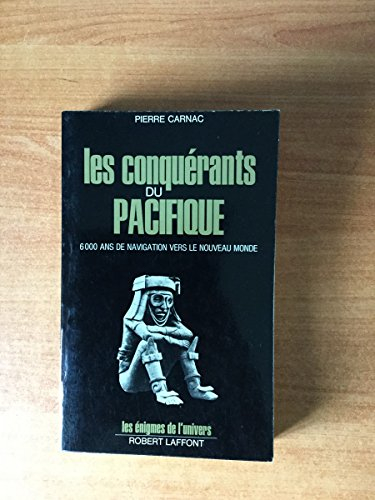 PIERRE CARNAC
les conquérants
DU
PACIFIQUE
6000 ANS DE NAVIGATION VERS LE NOUVEAU MONDE
les énigmes de l'univers
ROBERT LAFFONT